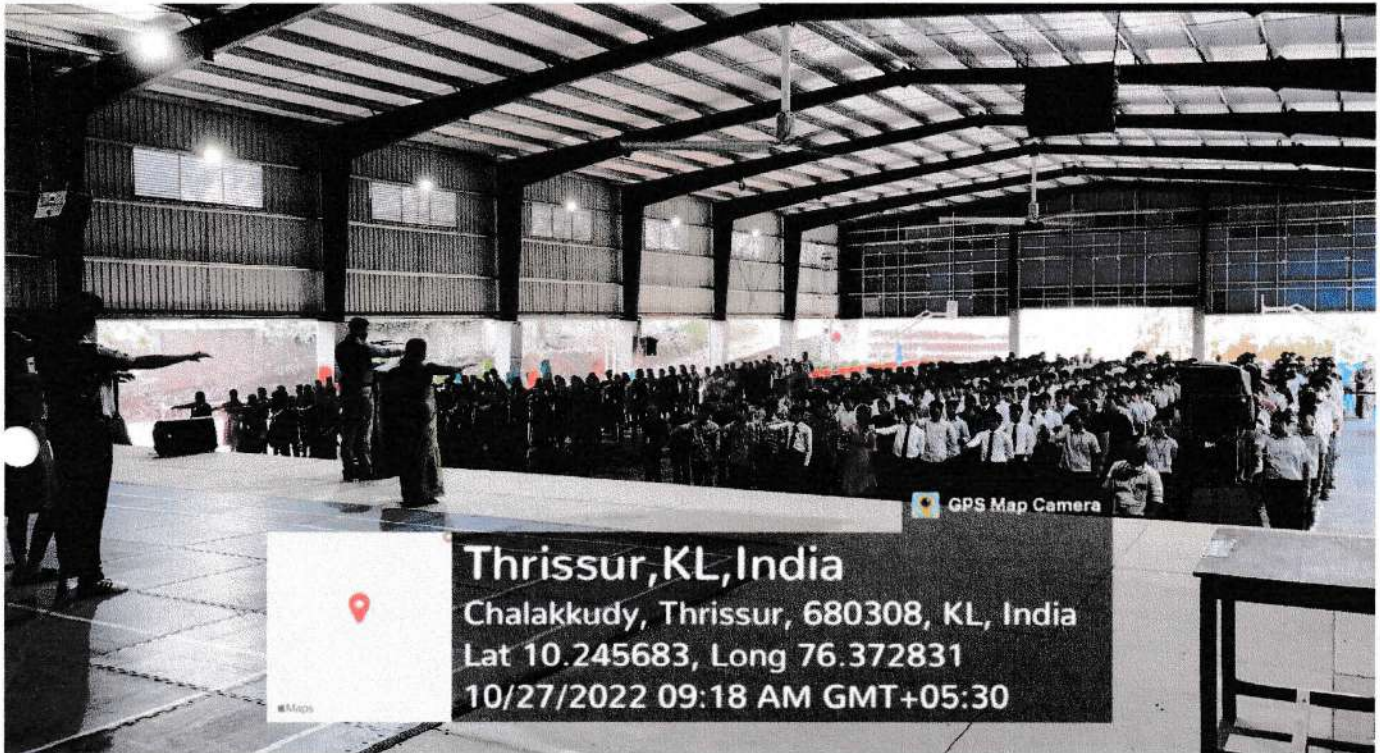 GPS Map Camera
Thrissur,KL,India
Chalakkudy, Thrissur, 680308, KL, India
Lat 10.245683, Long 76.372831
10/27/2022 09:18 AM GMT+05:30
Maps